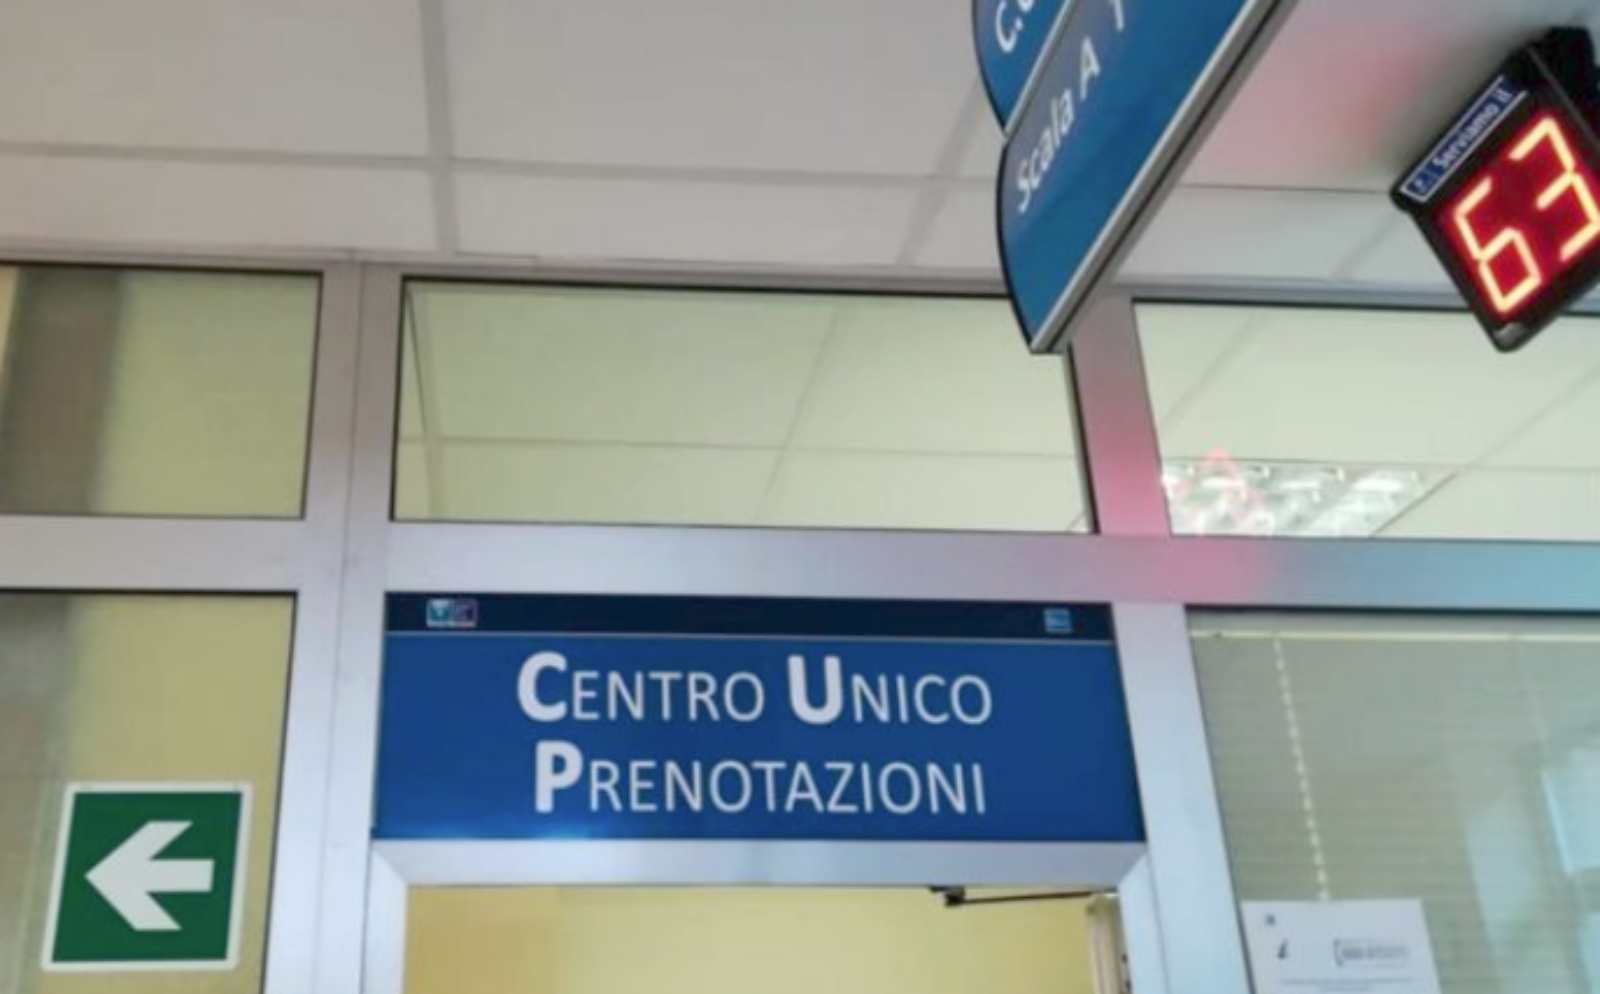 Scala A
Serviamo il
63
CENTRO UNICO
PRENOTAZIONI